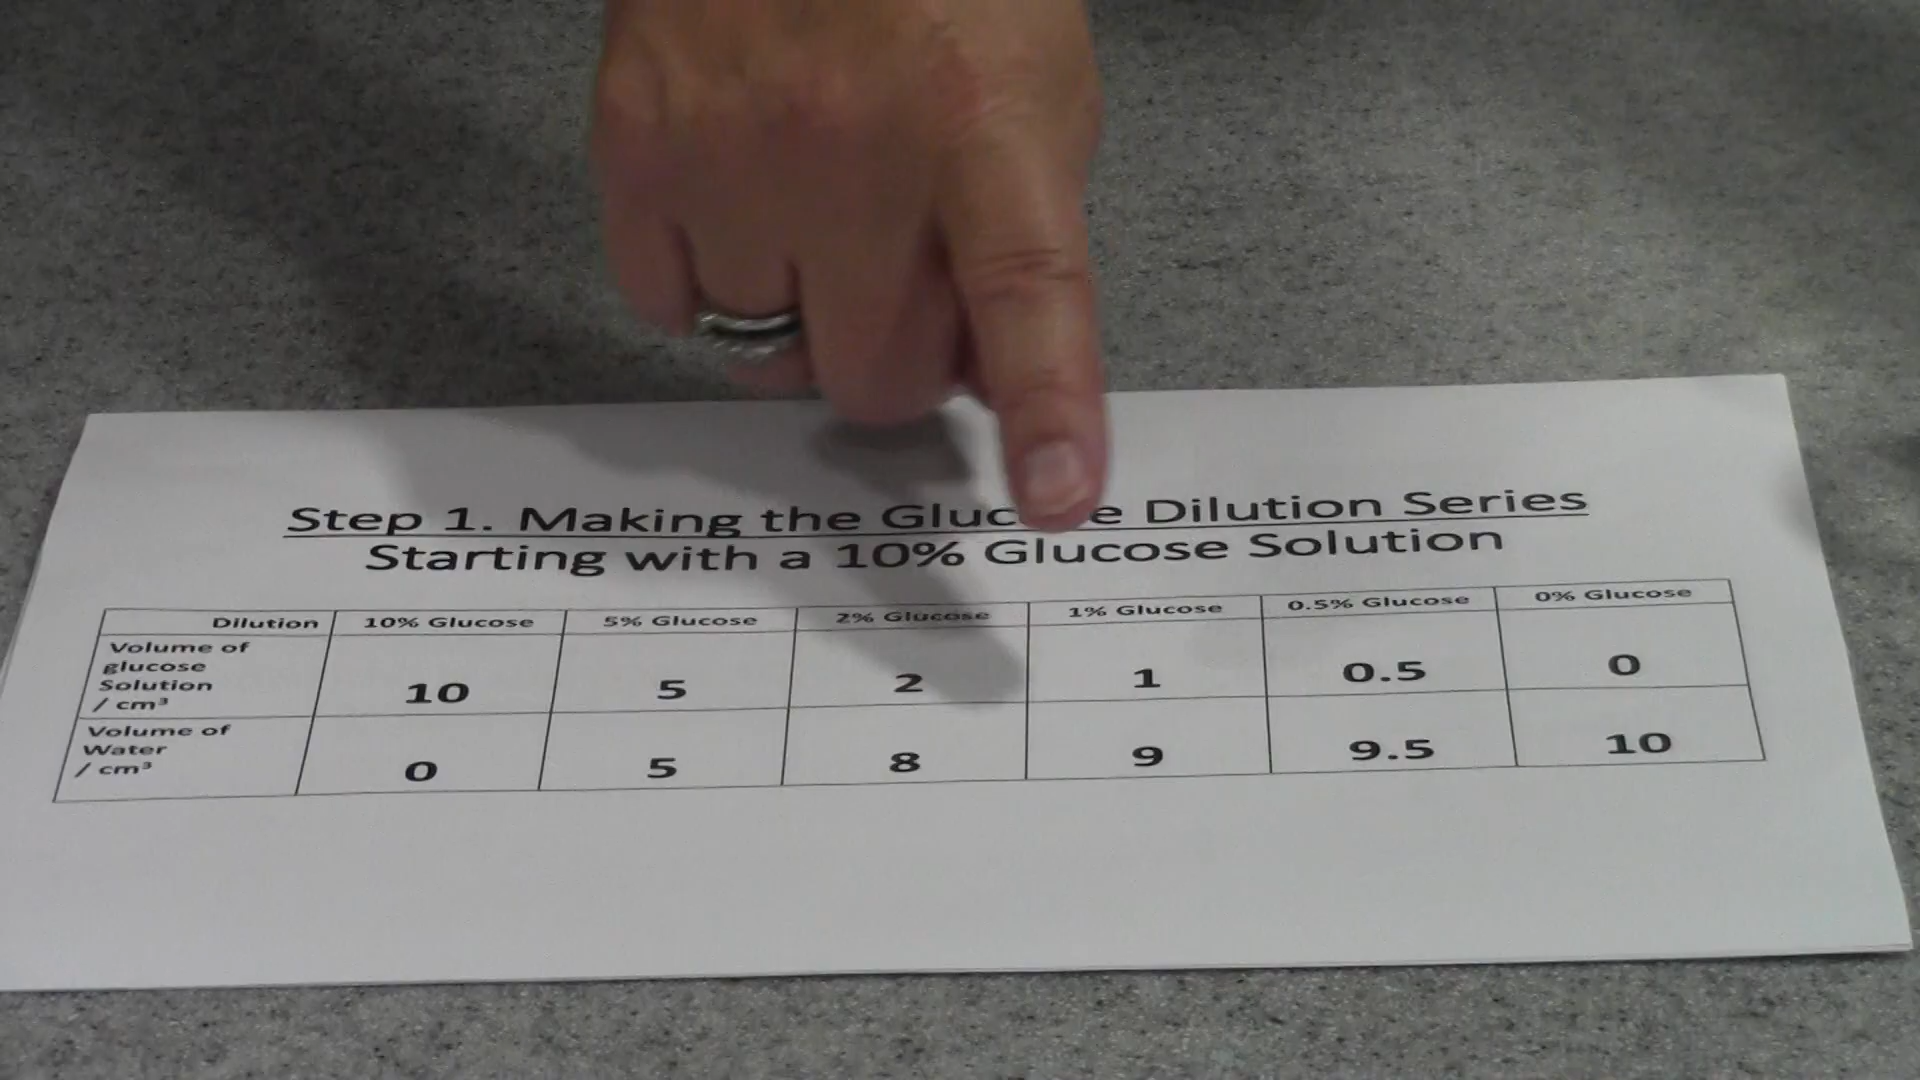 Step 1. Making the Gluc e Dilution Series
Starting with a 10% Glucose Solution
Dilution 10% Glucose 5% Glucose 2% Glucose 1% Glucose 0.5% Glucose 0% Glucose
Volume of
glucose
Solution
/ cm³ 10 5 2 1 0.5 0
Volume of
Water
/ cm³ 0 5 8 9 9.5 10